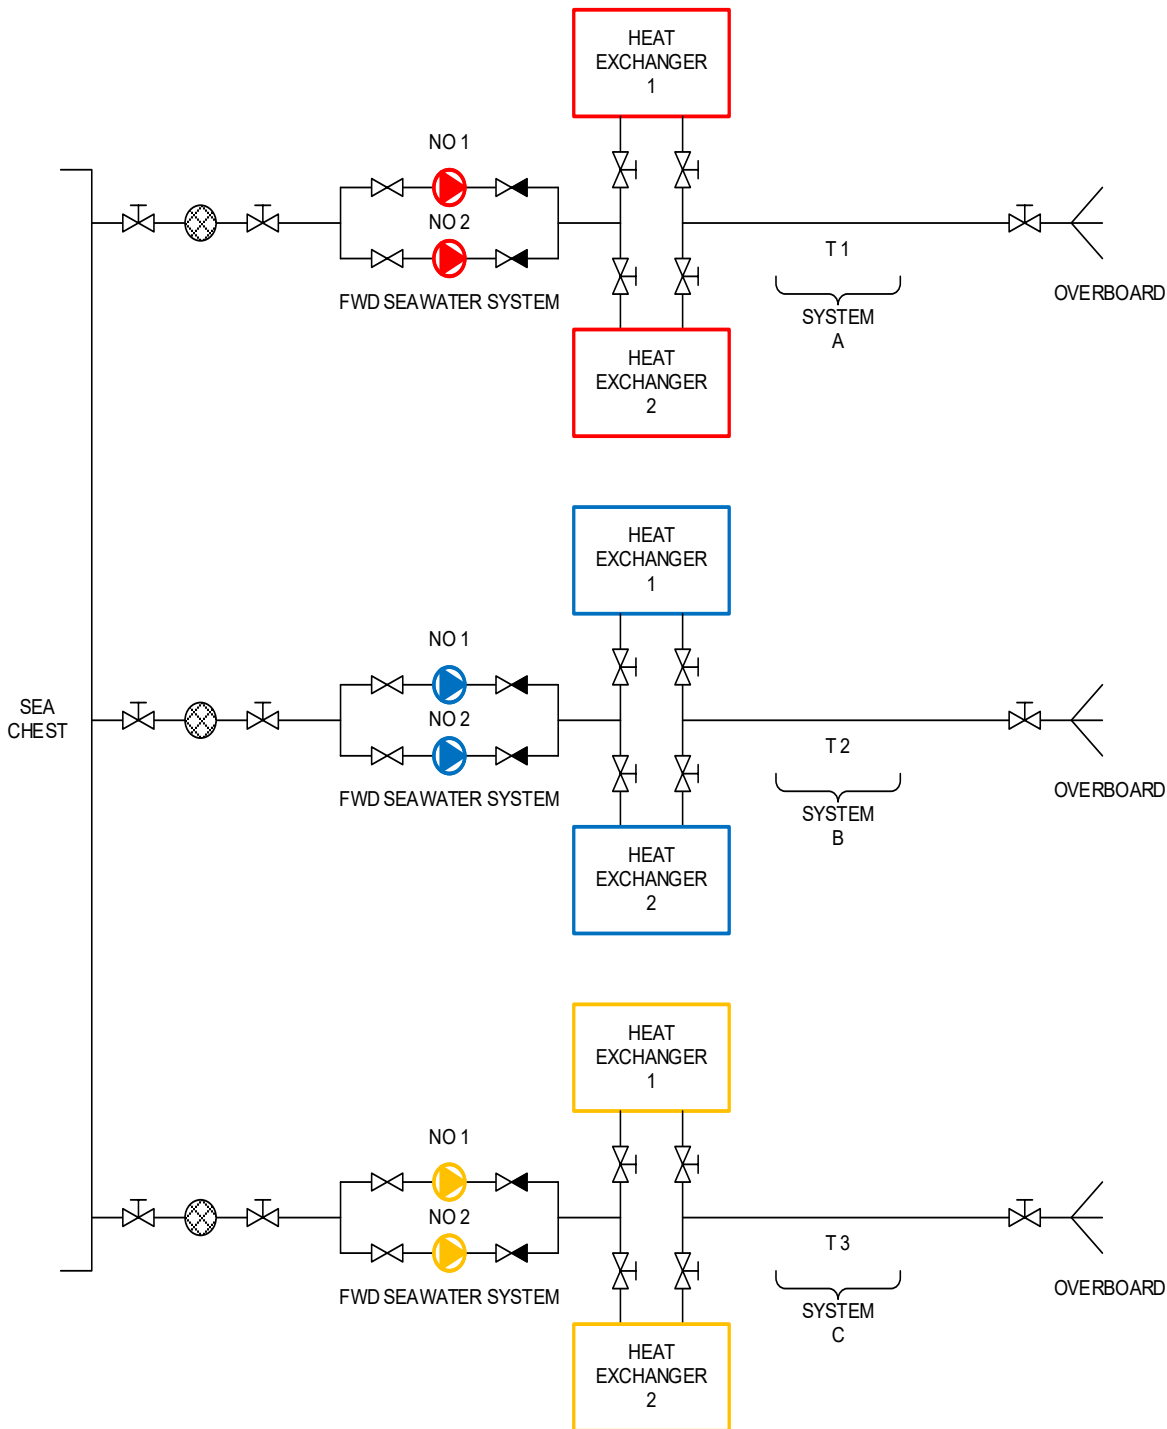 HEAT
EXCHANGER
1
NO 1
NO 2
FWD SEAWATER SYSTEM
T 1
SYSTEM
A
OVERBOARD
HEAT
EXCHANGER
2
HEAT
EXCHANGER
1
NO 1
SEA
CHEST
NO 2
FWD SEAWATER SYSTEM
T 2
SYSTEM
B
OVERBOARD
HEAT
EXCHANGER
2
HEAT
EXCHANGER
1
NO 1
NO 2
FWD SEAWATER SYSTEM
T 3
SYSTEM
C
OVERBOARD
HEAT
EXCHANGER
2